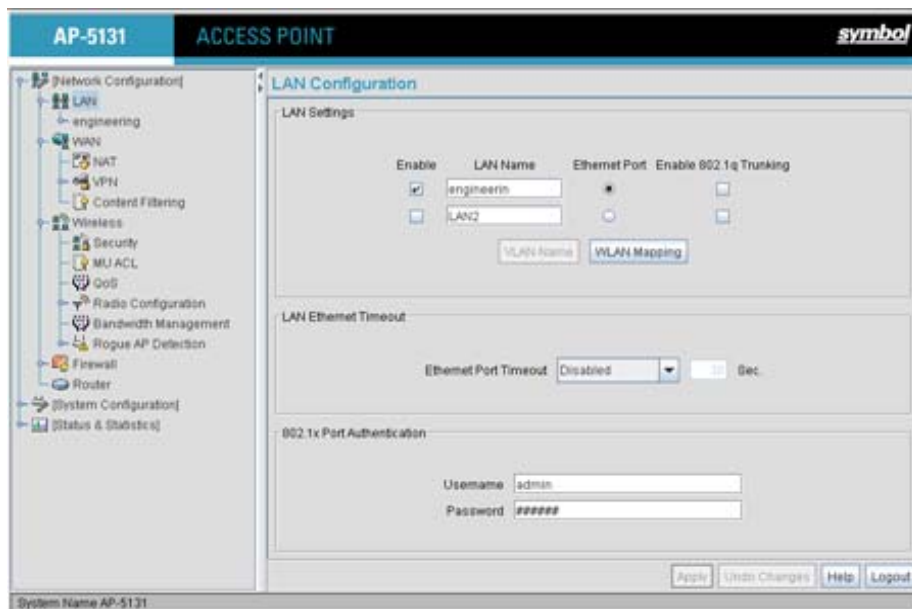 AP-5131 ACCESS POINT symbol
[Network Configuration]
LAN
engineering
WAN
NAT
VPN
Content Filtering
Wireless
Security
MU ACL
QoS
Radio Configuration
Bandwidth Management
Rogue AP Detection
Firewall
Router
[System Configuration]
[Status & Statistics]
LAN Configuration
LAN Settings
Enable LAN Name Ethernet Port Enable 802.1q Trunking
engineerin
LAN2
VLAN Name WLAN Mapping
LAN Ethernet Timeout
Ethernet Port Timeout Disabled Sec.
802.1x Port Authentication
Username admin
Password ######
Apply Undo Changes Help Logout
System Name AP-5131